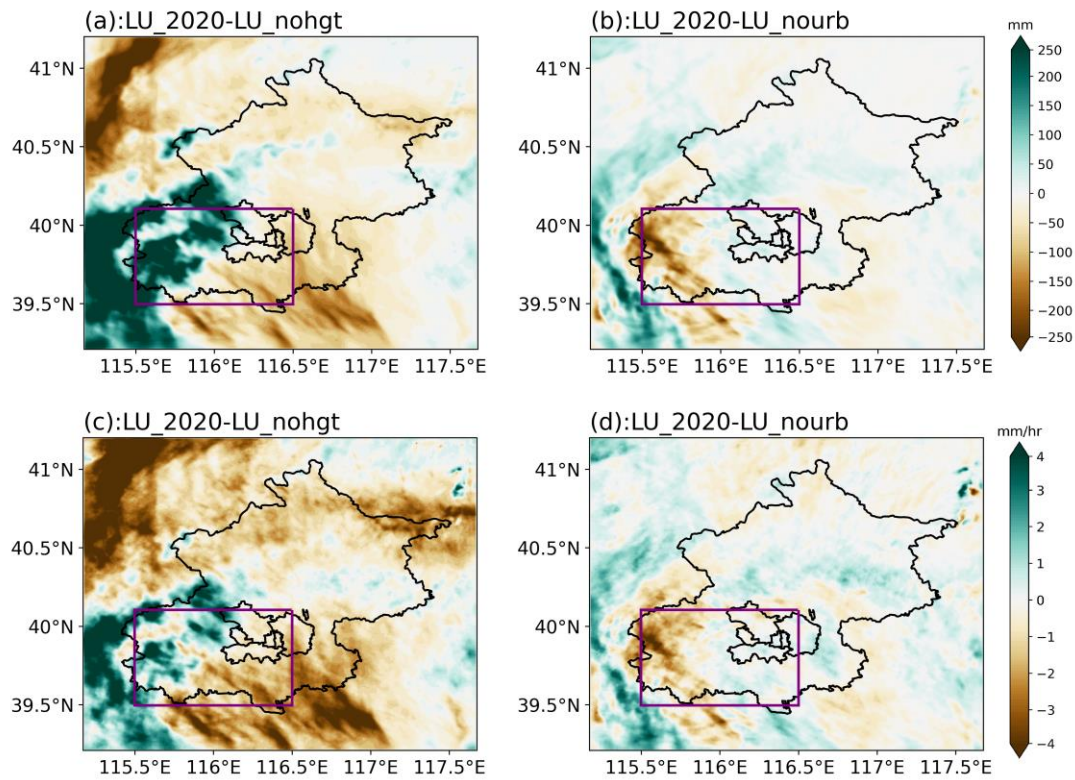 (a):LU_2020-LU_nohgt
41°N
40.5°N
40°N
39.5°N
115.5°E 116°E 116.5°E 117°E 117.5°E
(b):LU_2020-LU_nourb
41°N
40.5°N
40°N
39.5°N
115.5°E 116°E 116.5°E 117°E 117.5°E
mm
250
200
150
100
50
0
−50
−100
−150
−200
−250
(c):LU_2020-LU_nohgt
41°N
40.5°N
40°N
39.5°N
115.5°E 116°E 116.5°E 117°E 117.5°E
(d):LU_2020-LU_nourb
41°N
40.5°N
40°N
39.5°N
115.5°E 116°E 116.5°E 117°E 117.5°E
mm/hr
4
3
2
1
0
−1
−2
−3
−4